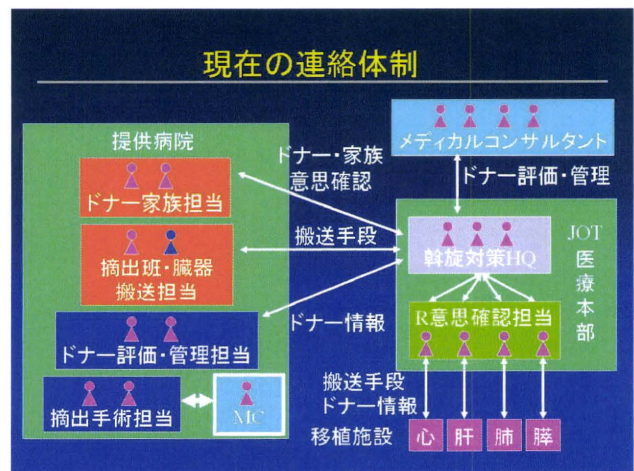 現在の連絡体制
提供病院
ドナー家族担当
摘出班・臓器
搬送担当
ドナー評価・管理担当
摘出手術担当
MC
ドナー・家族
意思確認
搬送手段
ドナー情報
メディカルコンサルタント
ドナー評価・管理
斡旋対策HQ
JOT
医
療
本
部
R意思確認担当
搬送手段
ドナー情報
移植施設
心
肝
肺
膵